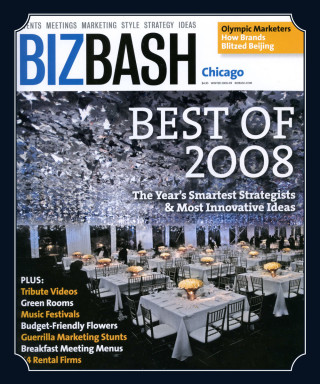 ENTS MEETINGS MARKETING STYLE STRATEGY IDEAS
Olympic Marketers
How Brands
Blitzed Beijing
BIZBASH
Chicago
BEST OF
2008
The Year's Smartest Strategists
& Most Innovative Ideas
PLUS:
Tribute Videos
Green Rooms
Music Festivals
Budget-Friendly Flowers
Guerrilla Marketing Stunts
Breakfast Meeting Menus
4 Rental Firms